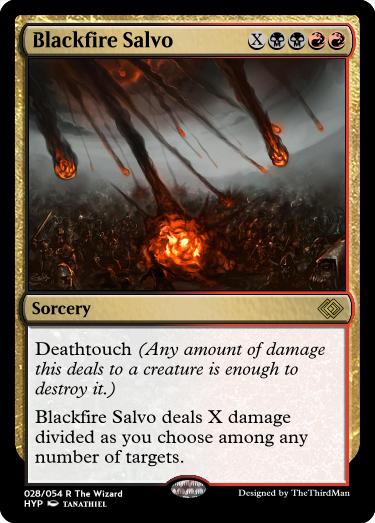 Blackfire Salvo X
Sorcery
Deathtouch (Any amount of damage
this deals to a creature is enough to
destroy it.)
Blackfire Salvo deals X damage
divided as you choose among any
number of targets.
028/054 R The Wizard
HYP TANATHIEL
Designed by TheThirdMan